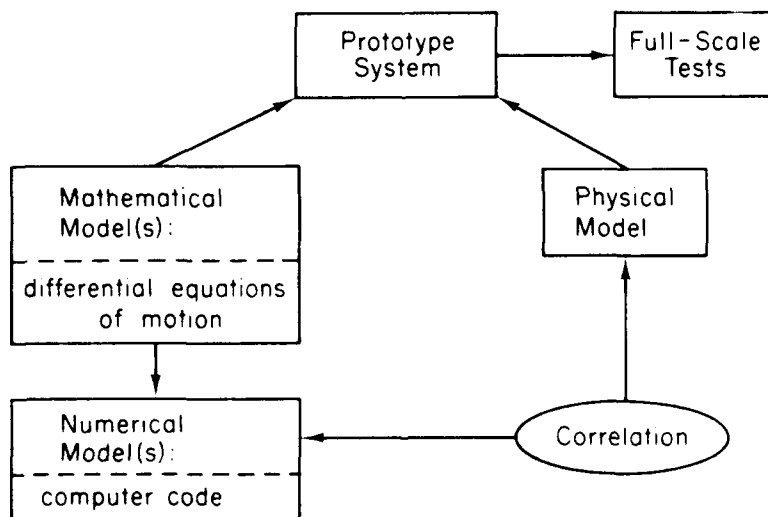 Prototype
System
Full-Scale
Tests
Mathematical
Model(s):
differential equations
of motion
Physical
Model
Numerical
Model(s):
computer code
Correlation